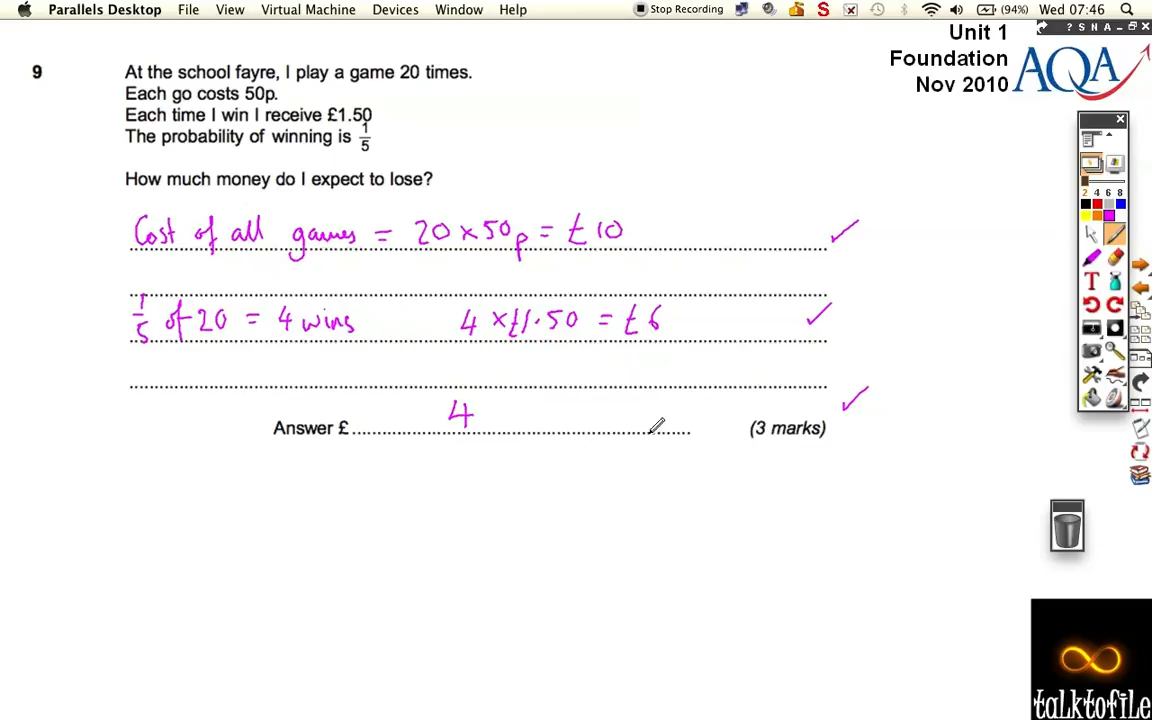 Parallels Desktop File View Virtual Machine Devices Window Help Stop Recording S (94%) Wed 07:46
? S N A
Unit 1
Foundation
Nov 2010
AQA
9 At the school fayre, I play a game 20 times.
Each go costs 50p.
Each time I win I receive £1.50
The probability of winning is 1/5
How much money do I expect to lose?
Cost of all games = 20 × 50p = £10 ✓
1/5 of 20 = 4 wins 4 × £1.50 = £6 ✓
4 ✓
Answer £ (3 marks)
2 4 6 8
T
talktofile